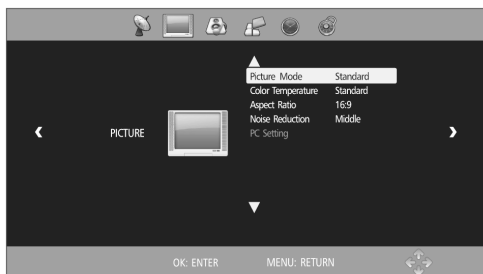 Picture Mode Standard
Color Temperature Standard
Aspect Ratio 16:9
Noise Reduction Middle
PC Setting
PICTURE
OK: ENTER MENU: RETURN